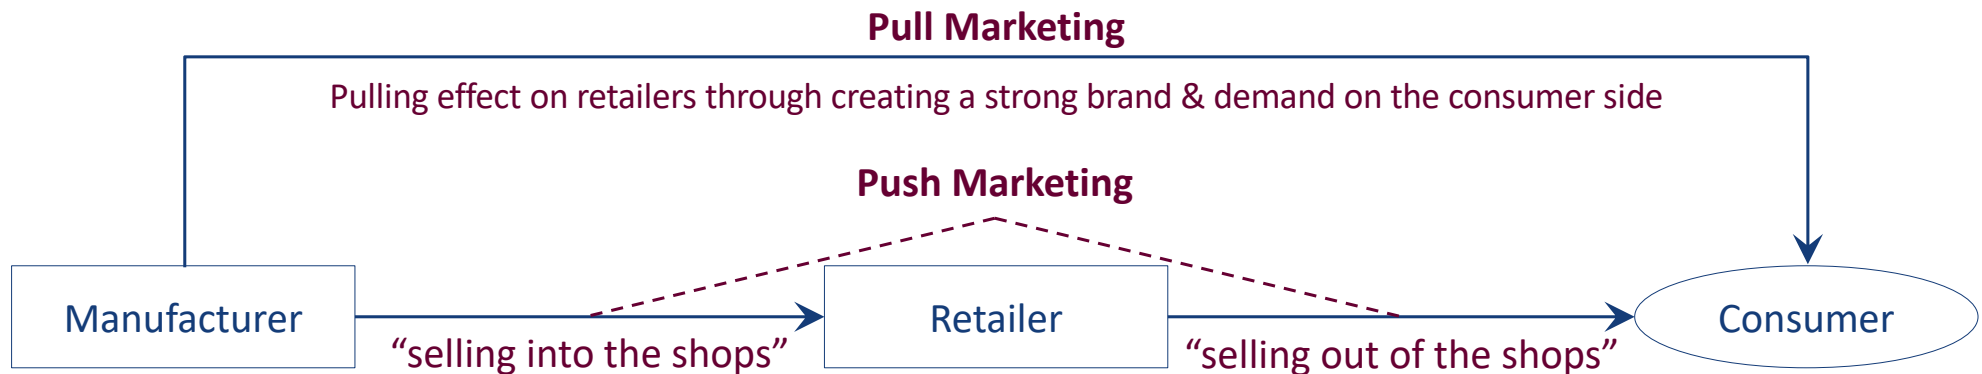 Pull Marketing
Pulling effect on retailers through creating a strong brand & demand on the consumer side
Push Marketing
Manufacturer
Retailer
Consumer
“selling into the shops”
“selling out of the shops”